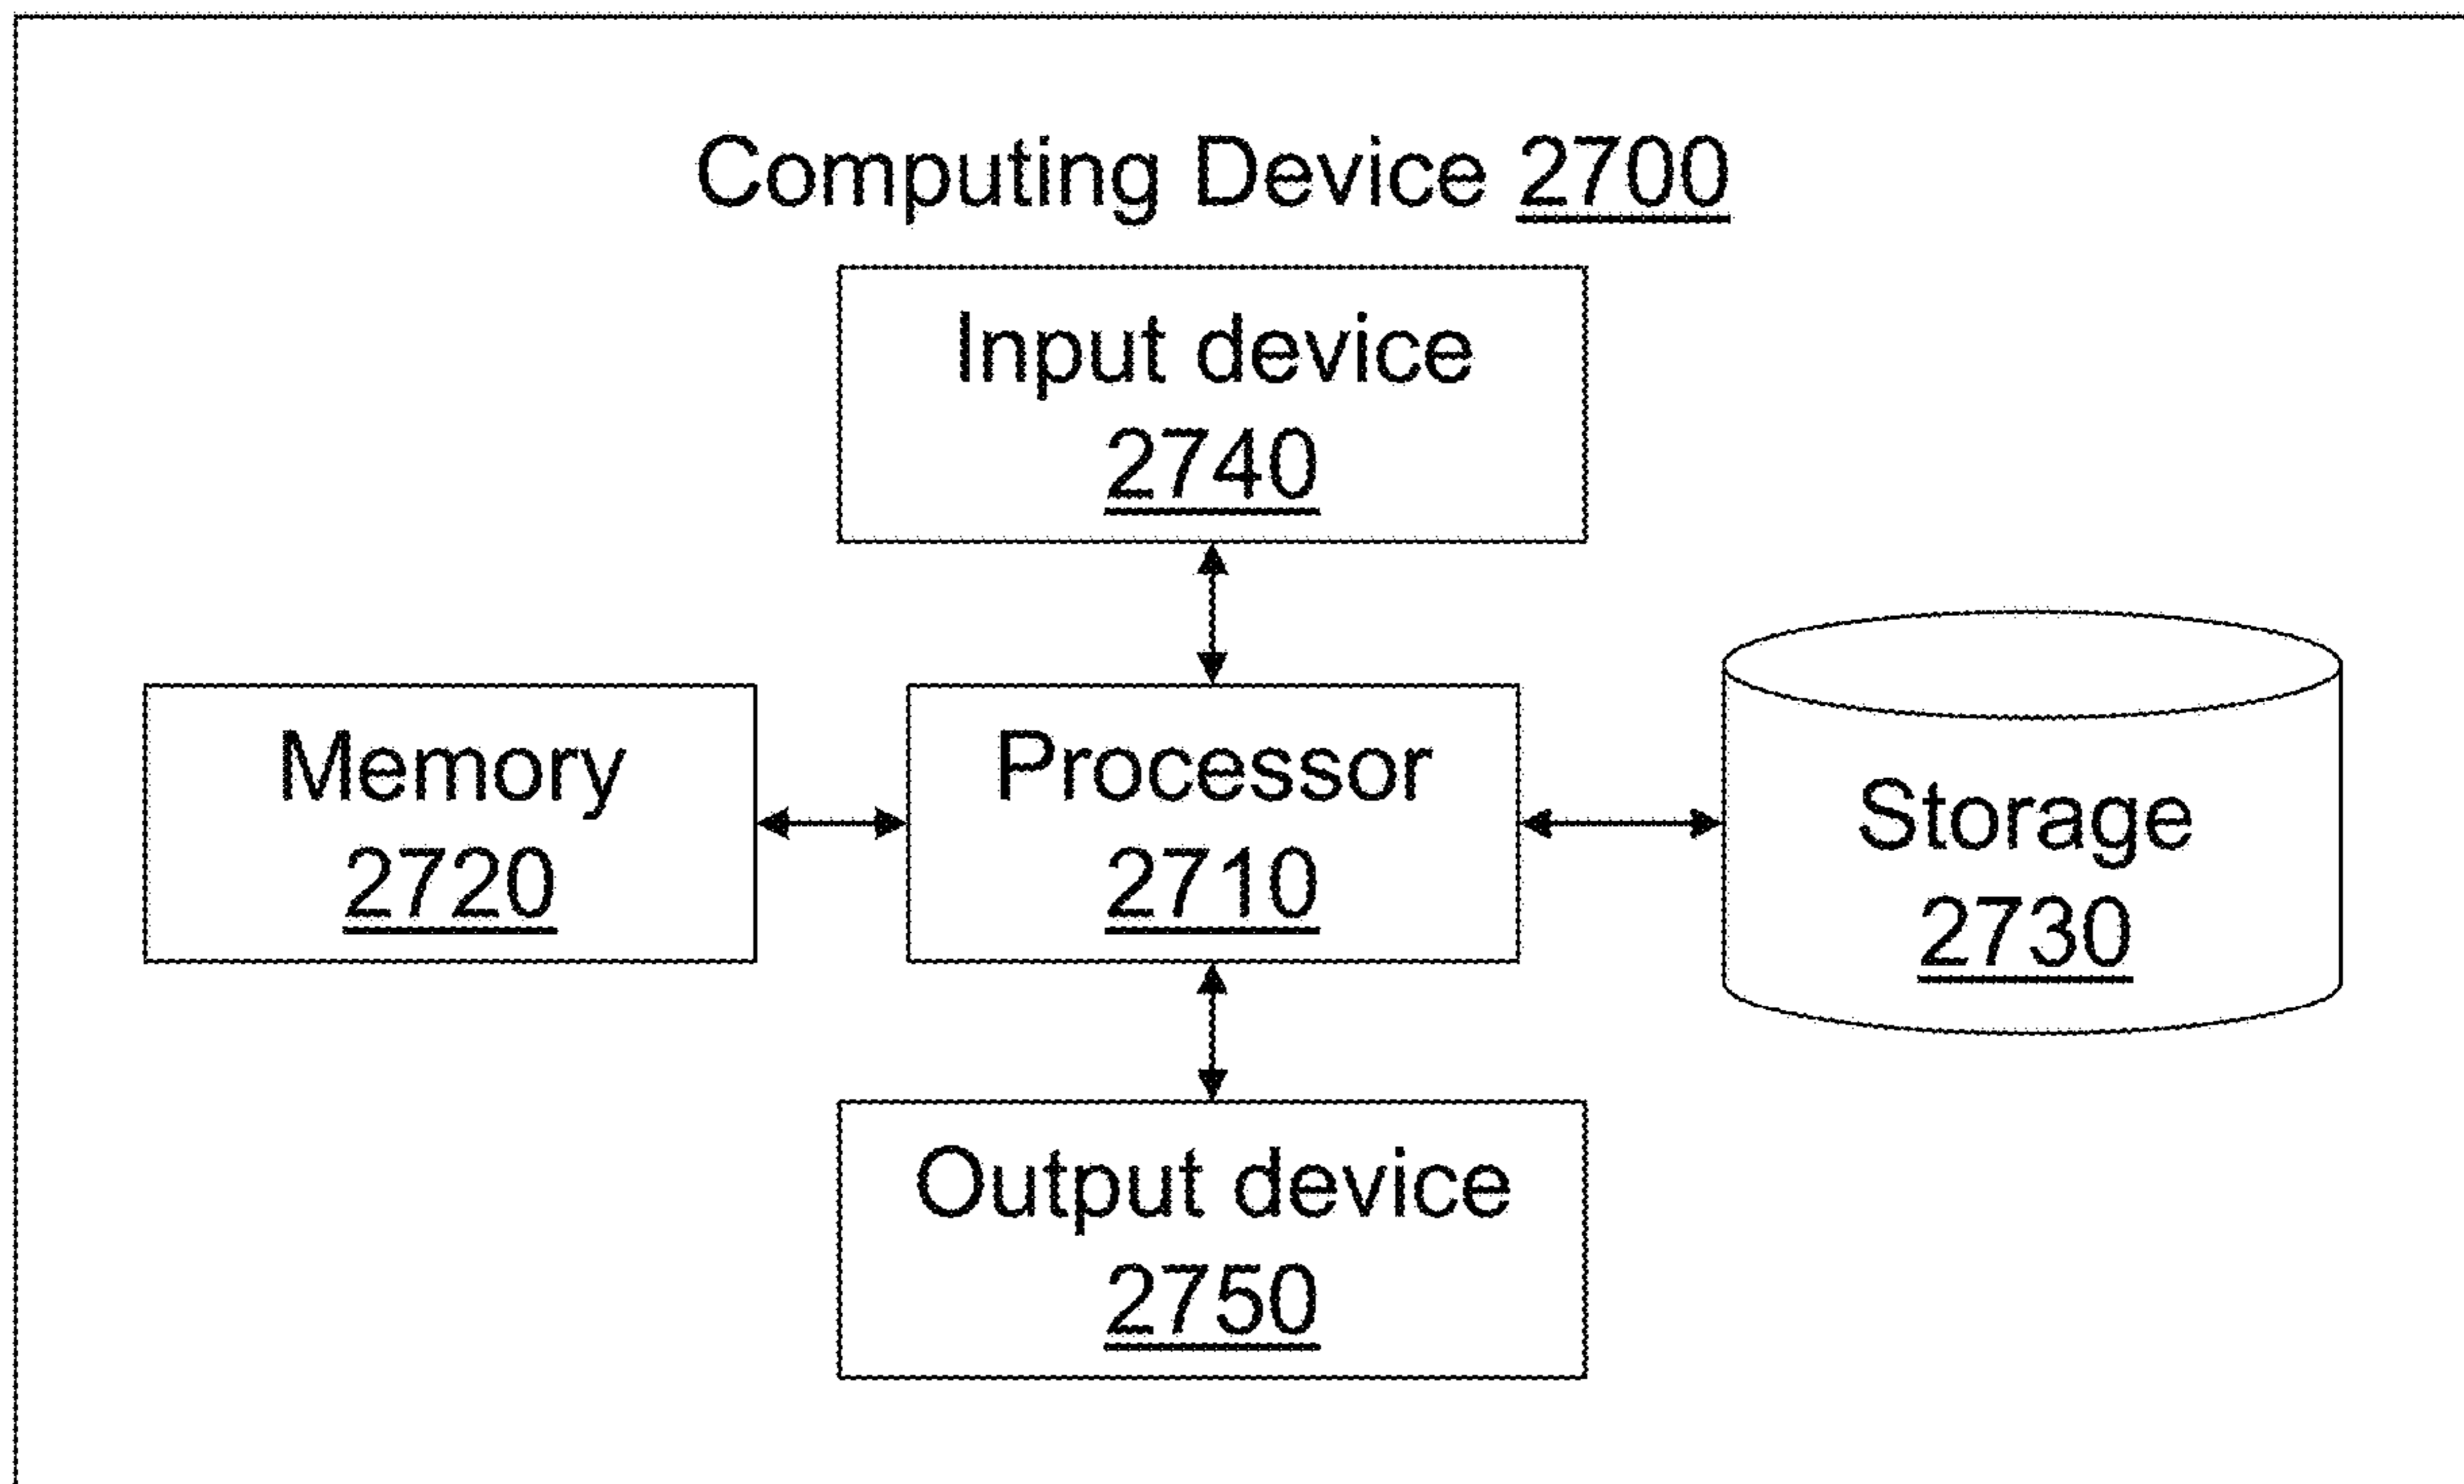 Computing Device 2700
Input device
2740
Memory
2720
Processor
2710
Storage
2730
Output device
2750